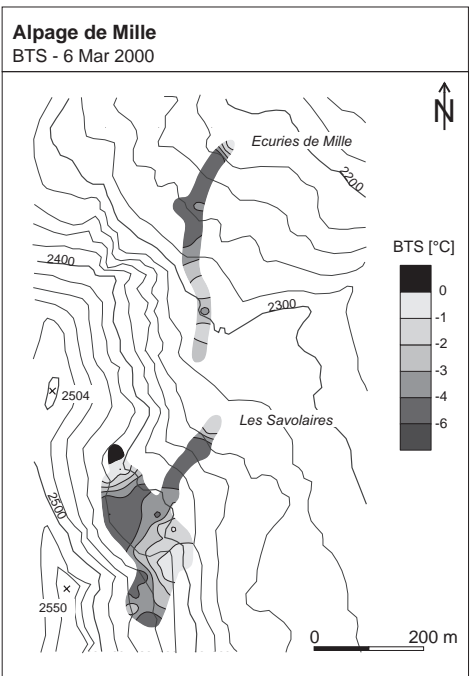 Alpage de Mille
BTS - 6 Mar 2000
N
Ecuries de Mille
2200
2400
BTS [°C]
0
-1
-2
-3
-4
-6
2300
2504
Les Savolaires
2500
2550
0 200 m